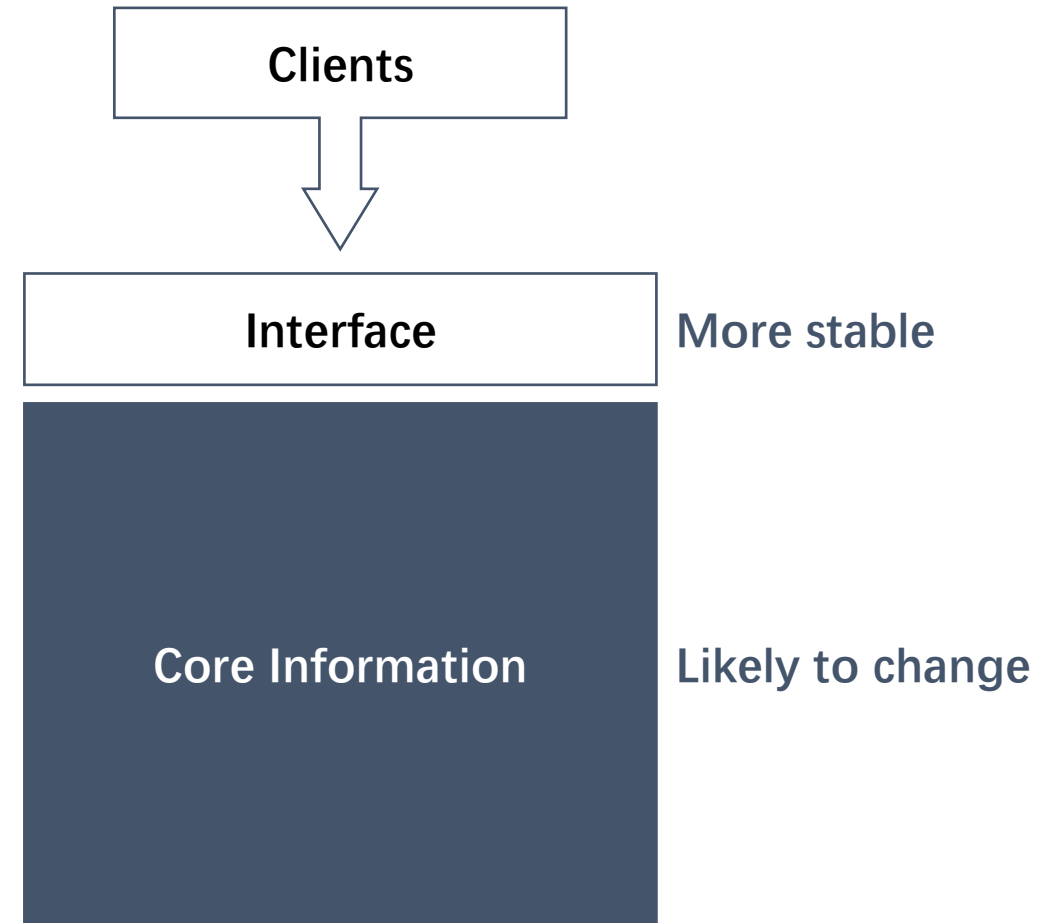 Clients
Interface
More stable
Core Information
Likely to change